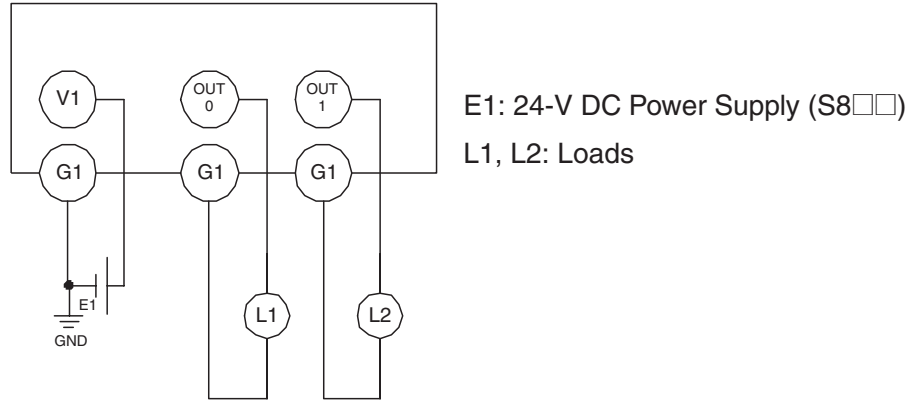 V1
OUT
0
OUT
1
E1: 24-V DC Power Supply (S8□□)
L1, L2: Loads
G1
G1
G1
E1
L1
L2
GND